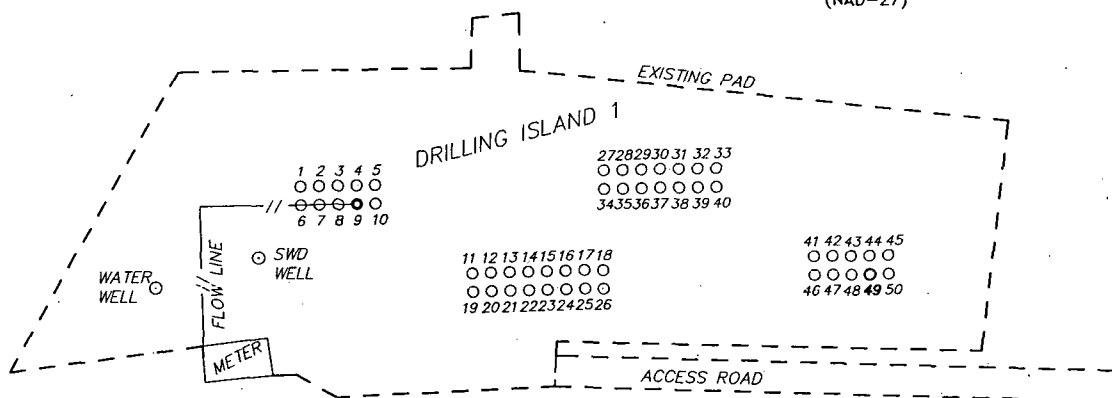 (NAD-27)
EXISTING PAD
DRILLING ISLAND 1
1 2 3 4 5
6 7 8 9 10
27 28 29 30 31 32 33
34 35 36 37 38 39 40
11 12 13 14 15 16 17 18
19 20 21 22 23 24 25 26
41 42 43 44 45
46 47 48 49 50
WATER
WELL
FLOW LINE
SWD
WELL
METER
ACCESS ROAD